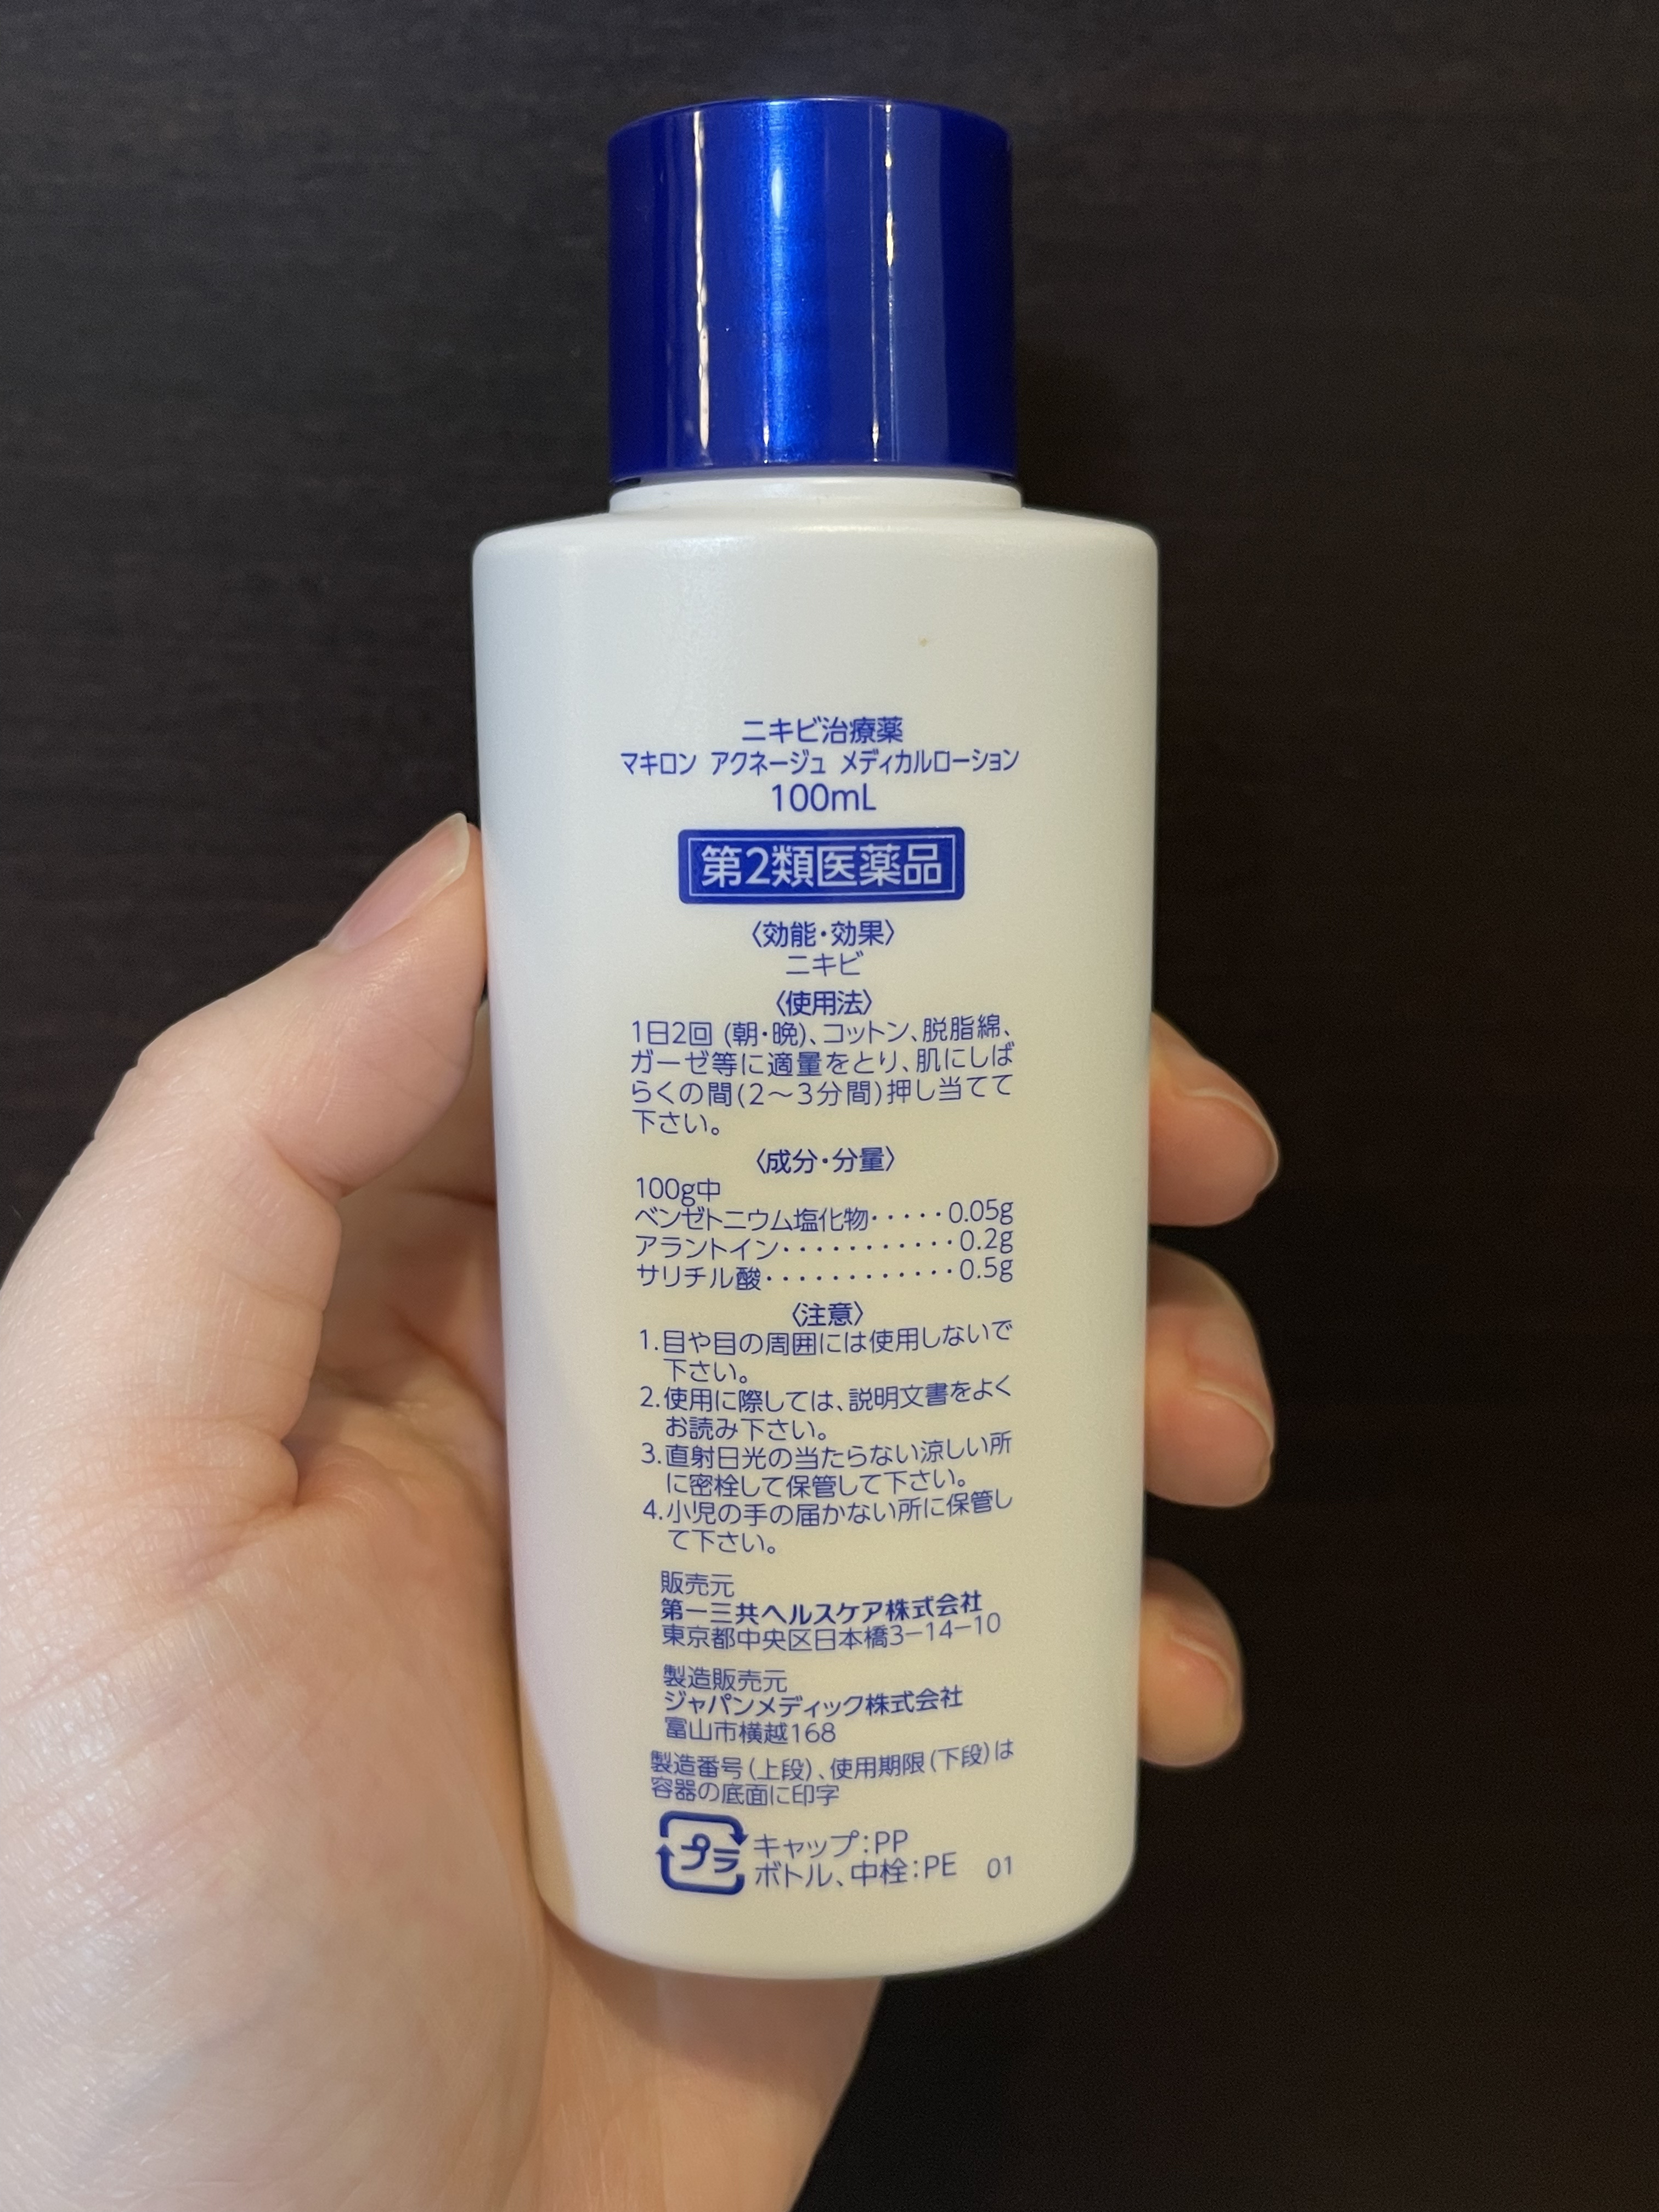 ニキビ治療薬
マキロン アクネージュ メディカルローション
100mL
第2類医薬品
〈効能・効果〉
ニキビ
〈使用法〉
1日2回 (朝・晩)、コットン、脱脂綿、
ガーゼ等に適量をとり、肌にしば
らくの間(2～3分間)押し当てて
下さい。
〈成分・分量〉
100g中
ベンゼトニウム塩化物・・・・・0.05g
アラントイン・・・・・・・・・・・0.2g
サリチル酸・・・・・・・・・・・・0.5g
〈注意〉
1.目や目の周囲には使用しないで
下さい。
2.使用に際しては、説明文書をよく
お読み下さい。
3.直射日光の当たらない涼しい所
に密栓して保管して下さい。
4.小児の手の届かない所に保管し
て下さい。
販売元
第一三共ヘルスケア株式会社
東京都中央区日本橋3-14-10
製造販売元
ジャパンメディック株式会社
富山市横越168
製造番号(上段)、使用期限(下段)は
容器の底面に印字
プラ キャップ:PP
ボトル、中栓:PE 01